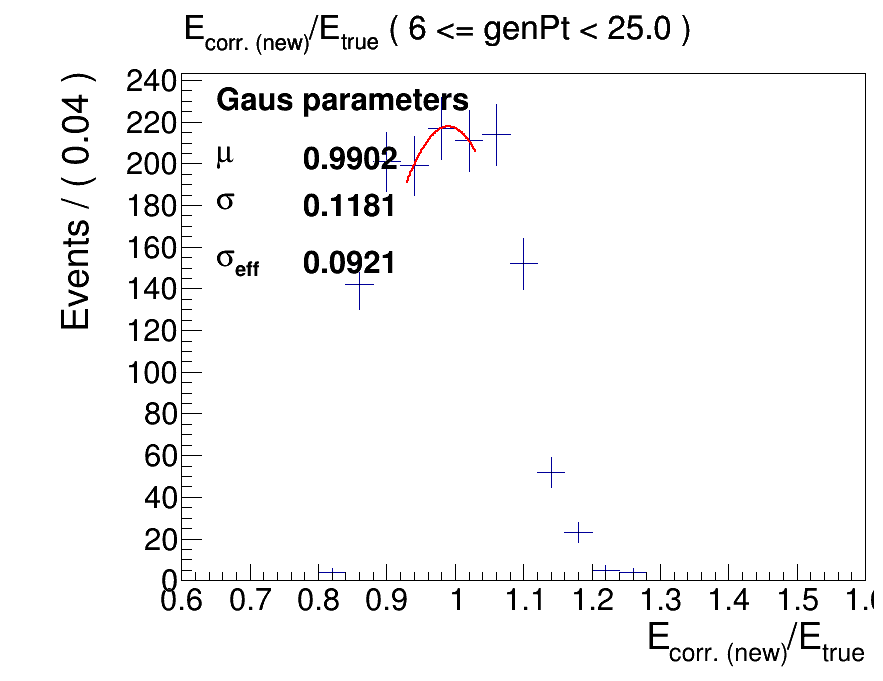 E_corr. (new)/E_true ( 6 <= genPt < 25.0 )
Events / ( 0.04 )
240
220
200
180
160
140
120
100
80
60
40
20
0
Gaus parameters
μ 0.9902
σ 0.1181
σ_eff 0.0921
0.6 0.7 0.8 0.9 1 1.1 1.2 1.3 1.4 1.5 1.6
E_corr. (new)/E_true